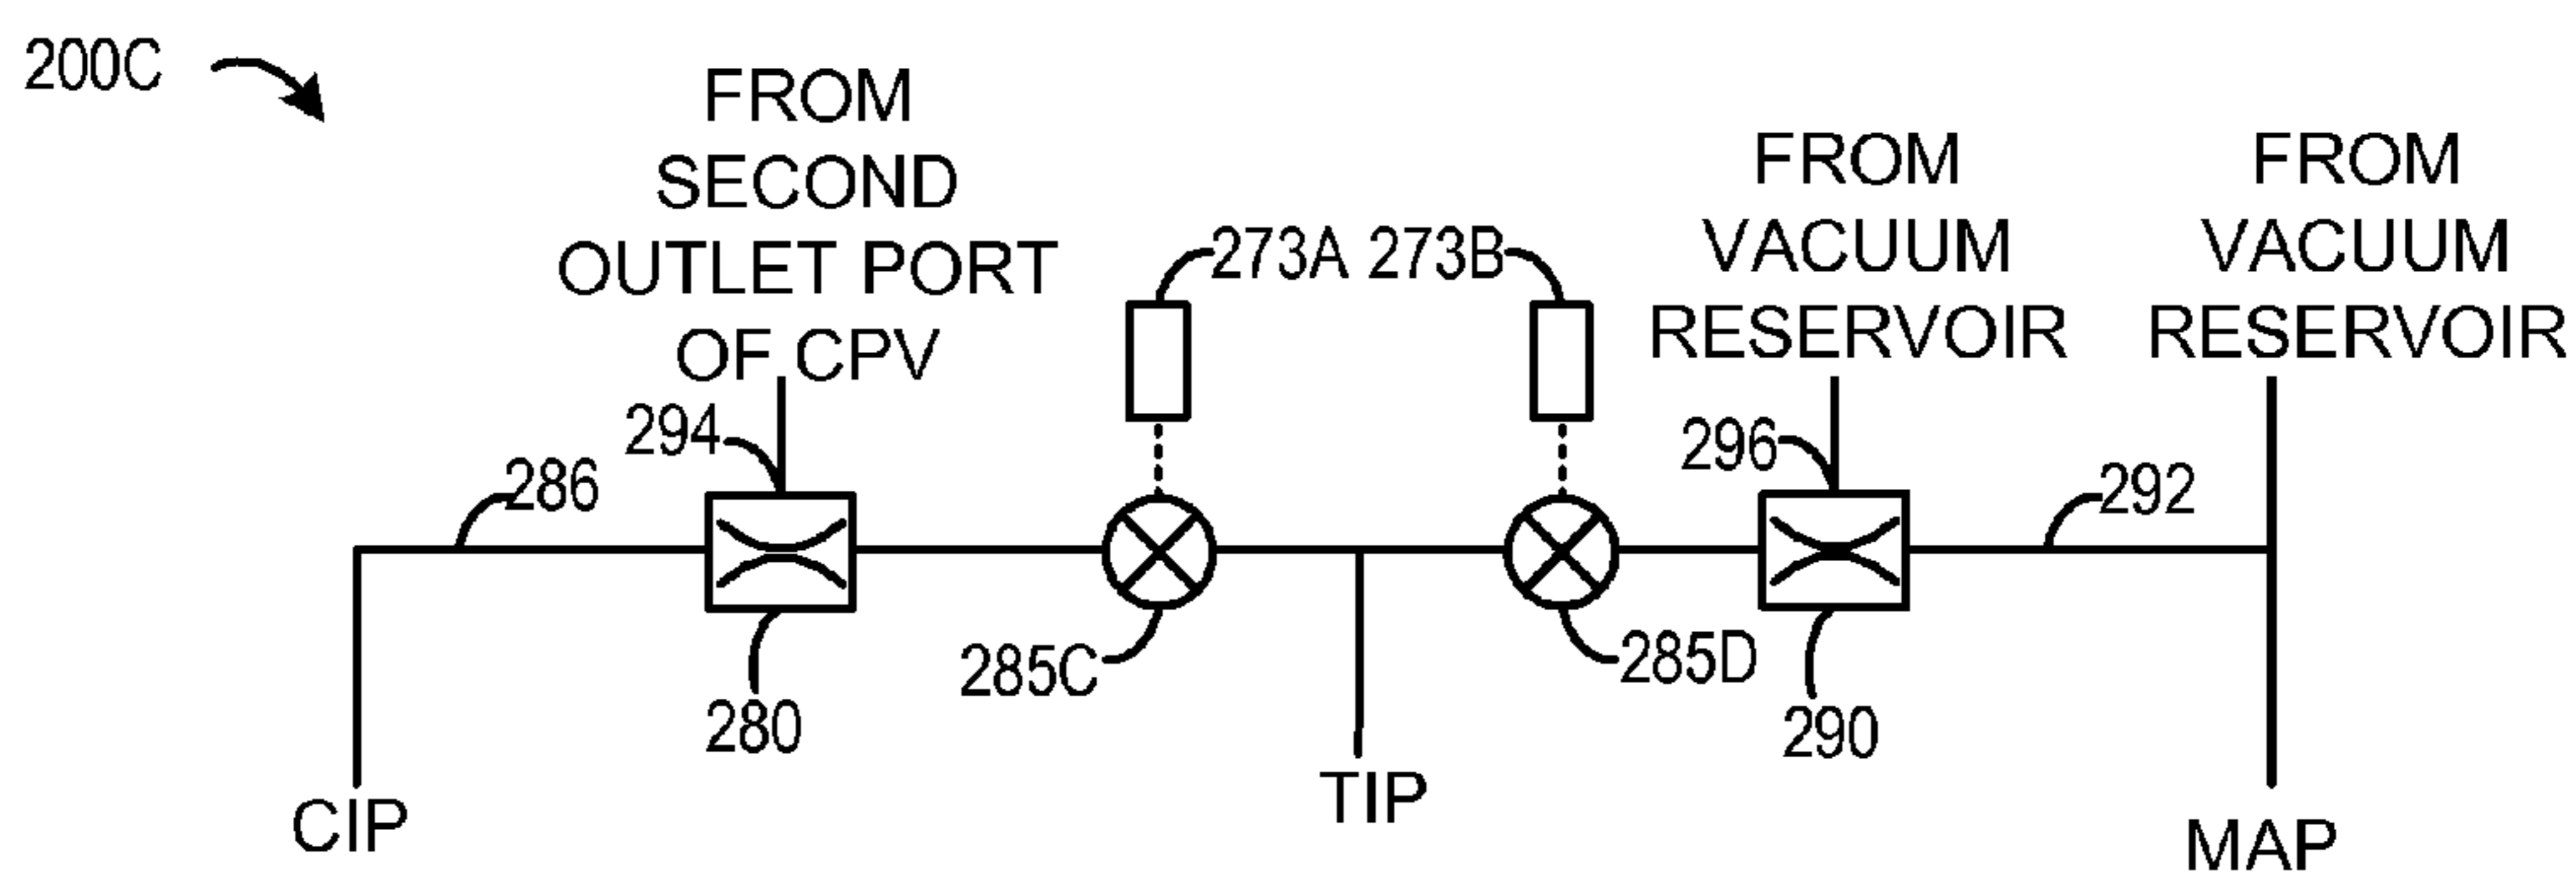 200C
FROM
SECOND
OUTLET PORT
OF CPV
FROM
VACUUM
RESERVOIR
FROM
VACUUM
RESERVOIR
273A 273B
294
296
286
292
285C
285D
280
290
CIP
TIP
MAP